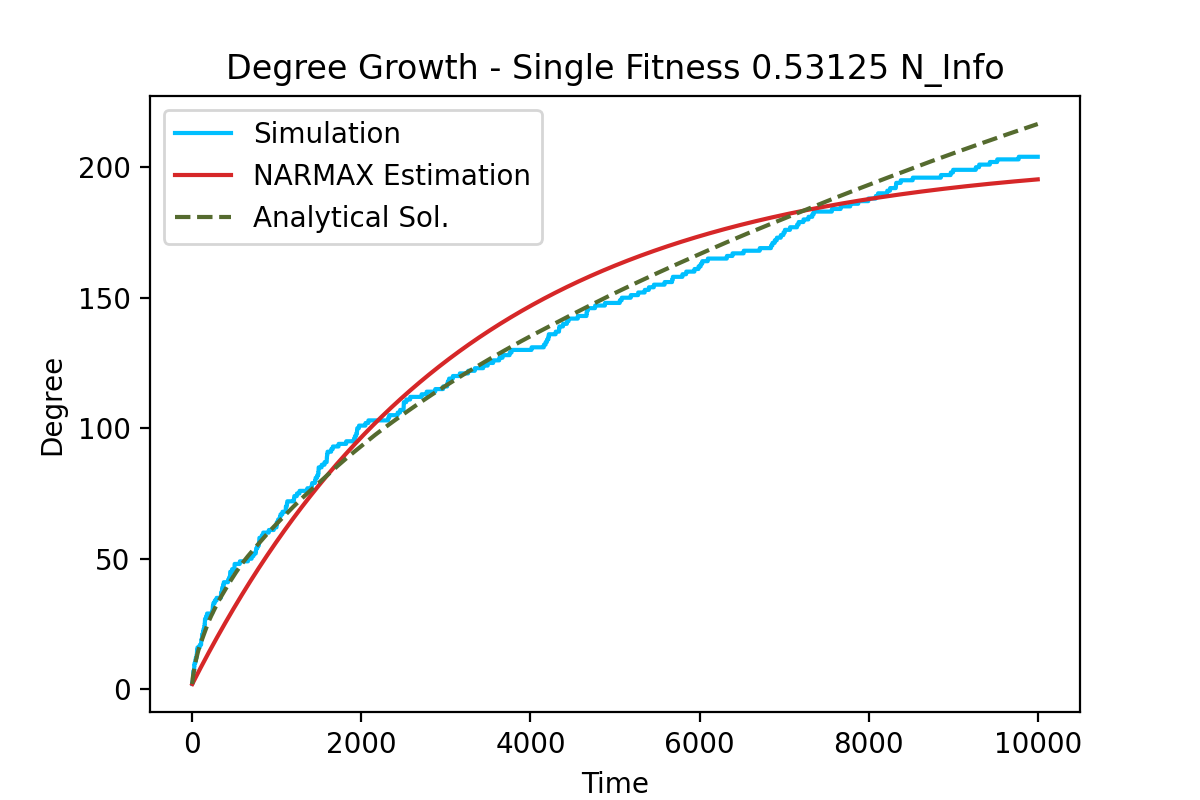 Degree Growth - Single Fitness 0.53125 N_Info
Simulation
NARMAX Estimation
Analytical Sol.
200
150
100
50
0
Degree
0 2000 4000 6000 8000 10000
Time